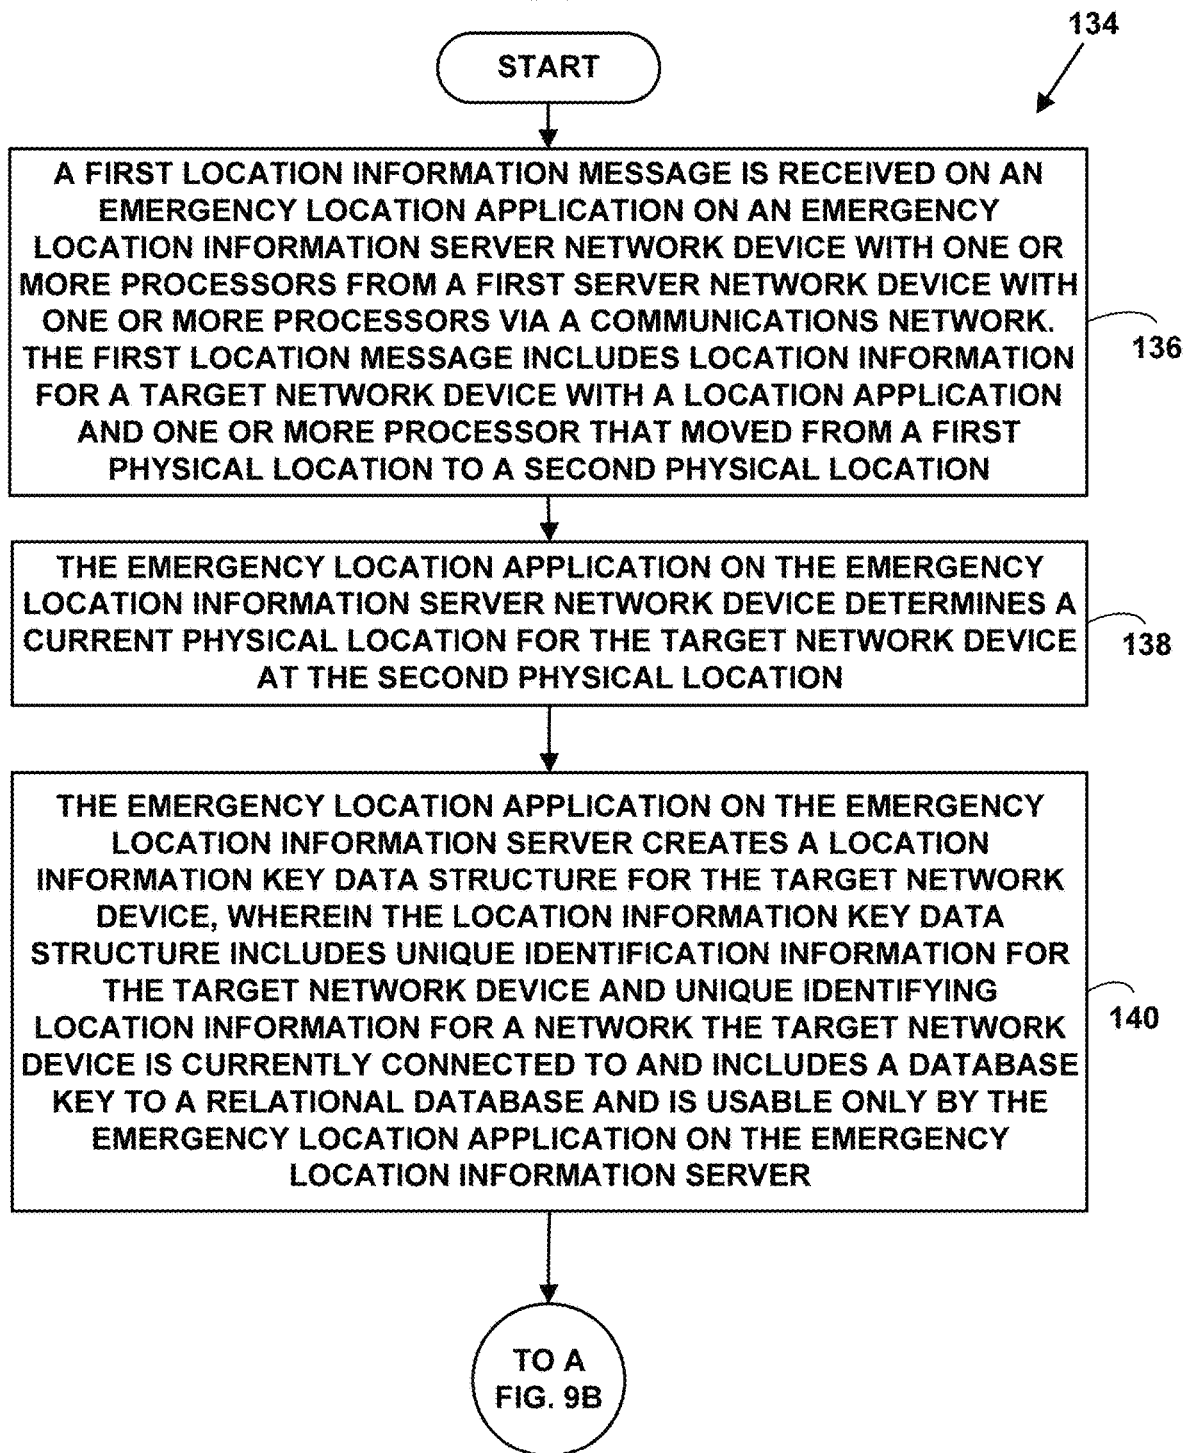 134
START
A FIRST LOCATION INFORMATION MESSAGE IS RECEIVED ON AN
EMERGENCY LOCATION APPLICATION ON AN EMERGENCY
LOCATION INFORMATION SERVER NETWORK DEVICE WITH ONE OR
MORE PROCESSORS FROM A FIRST SERVER NETWORK DEVICE WITH
ONE OR MORE PROCESSORS VIA A COMMUNICATIONS NETWORK.
THE FIRST LOCATION MESSAGE INCLUDES LOCATION INFORMATION
FOR A TARGET NETWORK DEVICE WITH A LOCATION APPLICATION
AND ONE OR MORE PROCESSOR THAT MOVED FROM A FIRST
PHYSICAL LOCATION TO A SECOND PHYSICAL LOCATION
136
THE EMERGENCY LOCATION APPLICATION ON THE EMERGENCY
LOCATION INFORMATION SERVER NETWORK DEVICE DETERMINES A
CURRENT PHYSICAL LOCATION FOR THE TARGET NETWORK DEVICE
AT THE SECOND PHYSICAL LOCATION
138
THE EMERGENCY LOCATION APPLICATION ON THE EMERGENCY
LOCATION INFORMATION SERVER CREATES A LOCATION
INFORMATION KEY DATA STRUCTURE FOR THE TARGET NETWORK
DEVICE, WHEREIN THE LOCATION INFORMATION KEY DATA
STRUCTURE INCLUDES UNIQUE IDENTIFICATION INFORMATION FOR
THE TARGET NETWORK DEVICE AND UNIQUE IDENTIFYING
LOCATION INFORMATION FOR A NETWORK THE TARGET NETWORK
DEVICE IS CURRENTLY CONNECTED TO AND INCLUDES A DATABASE
KEY TO A RELATIONAL DATABASE AND IS USABLE ONLY BY THE
EMERGENCY LOCATION APPLICATION ON THE EMERGENCY
LOCATION INFORMATION SERVER
140
TO A
FIG. 9B